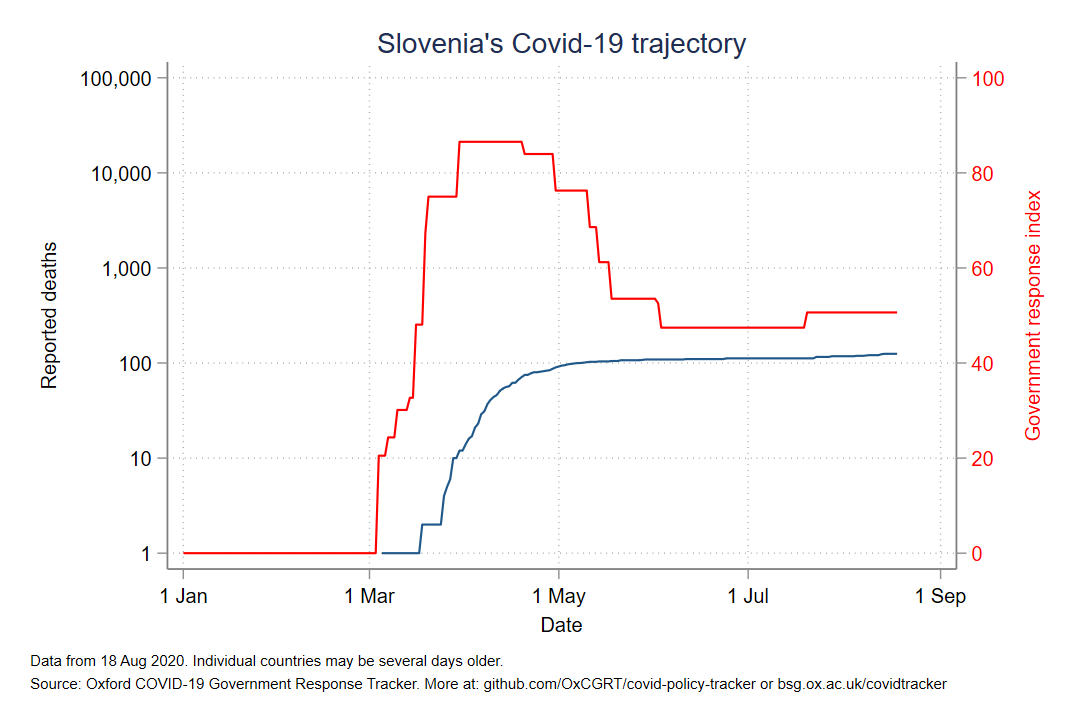 Slovenia's Covid-19 trajectory
100,000
10,000
1,000
100
10
1
Reported deaths
100
80
60
40
20
0
Government response index
1 Jan
1 Mar
1 May
1 Jul
1 Sep
Date
Data from 18 Aug 2020. Individual countries may be several days older.
Source: Oxford COVID-19 Government Response Tracker. More at: github.com/OxCGRT/covid-policy-tracker or bsg.ox.ac.uk/covidtracker